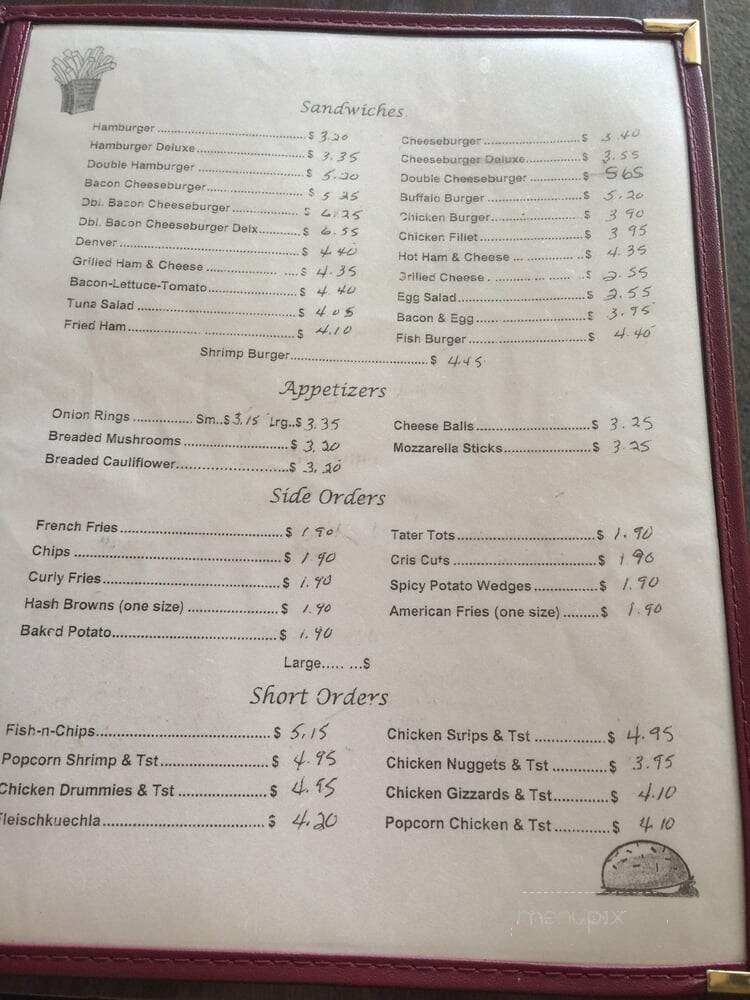 Sandwiches
Hamburger ........ $ 3.20 Cheeseburger ........ $ 3.40
Hamburger Deluxe ........ $ 3.35 Cheeseburger Deluxe ........ $ 3.55
Double Hamburger ........ $ 5.20 Double Cheeseburger ........ $ 565
Bacon Cheeseburger ........ $ 5 25 Buffalo Burger ........ $ 5.20
Dbl. Bacon Cheeseburger ........ $ 6.25 Chicken Burger ........ $ 3 90
Dbl. Bacon Cheeseburger Delx ........ $ 6.55 Chicken Fillet ........ $ 3 95
Denver ........ $ 4 40 Hot Ham & Cheese ........ $ 4.35
Grilled Ham & Cheese ........ $ 4.35 Grilled Cheese ........ $ 2.55
Bacon-Lettuce-Tomato ........ $ 4 40 Egg Salad ........ $ 2.55
Tuna Salad ........ $ 4 05 Bacon & Egg ........ $ 3.95
Fried Ham ........ $ 4.10 Fish Burger ........ $ 4.40
Shrimp Burger ........ $ 4.45
Appetizers
Onion Rings ........ Sm..$ 3.15 Lrg..$ 3.35 Cheese Balls ........ $ 3.25
Breaded Mushrooms ........ $ 3.20 Mozzarella Sticks ........ $ 3.25
Breaded Cauliflower ........ $ 3.20
Side Orders
French Fries ........ $ 1 90 Tater Tots ........ $ 1.90
Chips ........ $ 1.90 Cris Cuts ........ $ 1 90
Curly Fries ........ $ 1.90 Spicy Potato Wedges ........ $ 1.90
Hash Browns (one size) ........ $ 1.90 American Fries (one size) ........ $ 1.90
Baked Potato ........ $ 1.90
Large..... ...$
Short Orders
Fish-n-Chips ........ $ 5.15 Chicken Strips & Tst ........ $ 4.95
Popcorn Shrimp & Tst ........ $ 4.95 Chicken Nuggets & Tst ........ $ 3.95
Chicken Drummies & Tst ........ $ 4.95 Chicken Gizzards & Tst ........ $ 4.10
Fleischkuechla ........ $ 4.20 Popcorn Chicken & Tst ........ $ 4 10
menupix